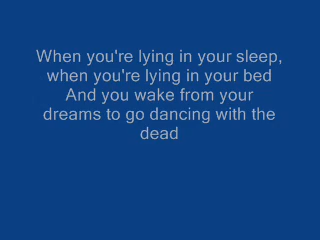 When you're lying in your sleep,
when you're lying in your bed
And you wake from your
dreams to go dancing with the
dead